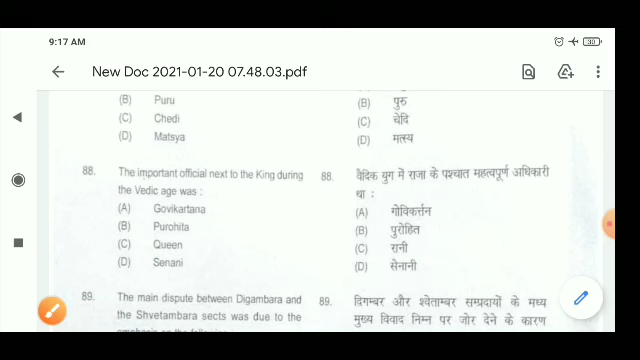 9:17 AM
30
New Doc 2021-01-20 07.48.03.pdf
(B) Puru
(C) Chedi
(D) Matsya
(B) पुरु
(C) चेदि
(D) मत्स्य
88. The important official next to the King during
the Vedic age was :
(A) Govikartana
(B) Purohita
(C) Queen
(D) Senani
88. वैदिक युग में राजा के पश्चात महत्वपूर्ण अधिकारी
था :
(A) गोविकर्त्तन
(B) पुरोहित
(C) रानी
(D) सेनानी
89. The main dispute between Digambara and
the Shvetambara sects was due to the
89. दिगम्बर और श्वेताम्बर सम्प्रदायों के मध्य
मुख्य विवाद निम्न पर जोर देने के कारण